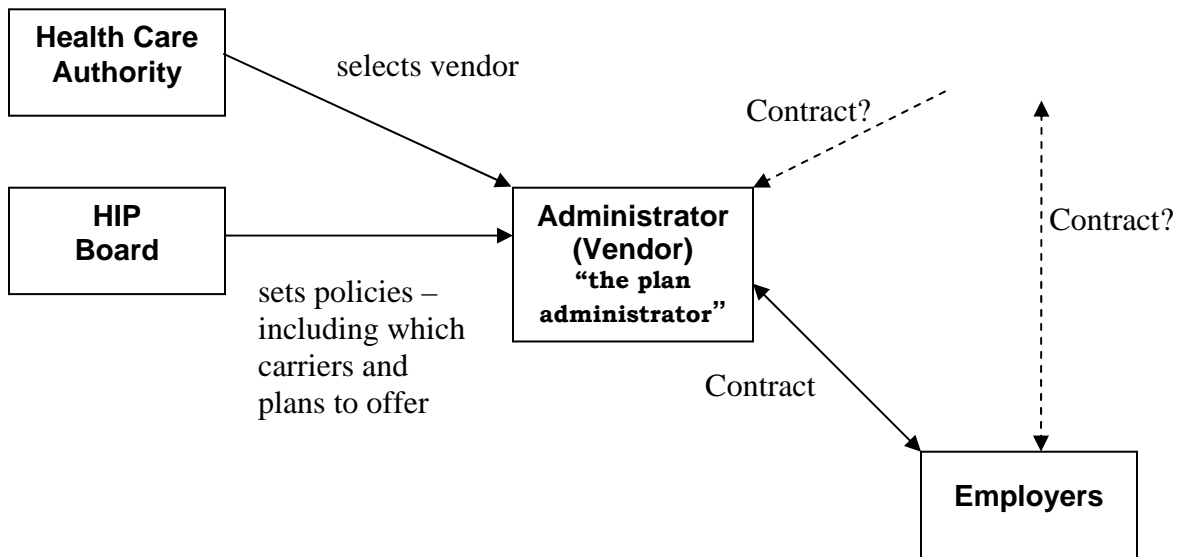 Health Care
Authority
selects vendor
Contract?
HIP
Board
Administrator
(Vendor)
“the plan
administrator”
Contract?
sets policies –
including which
carriers and
plans to offer
Contract
Employers